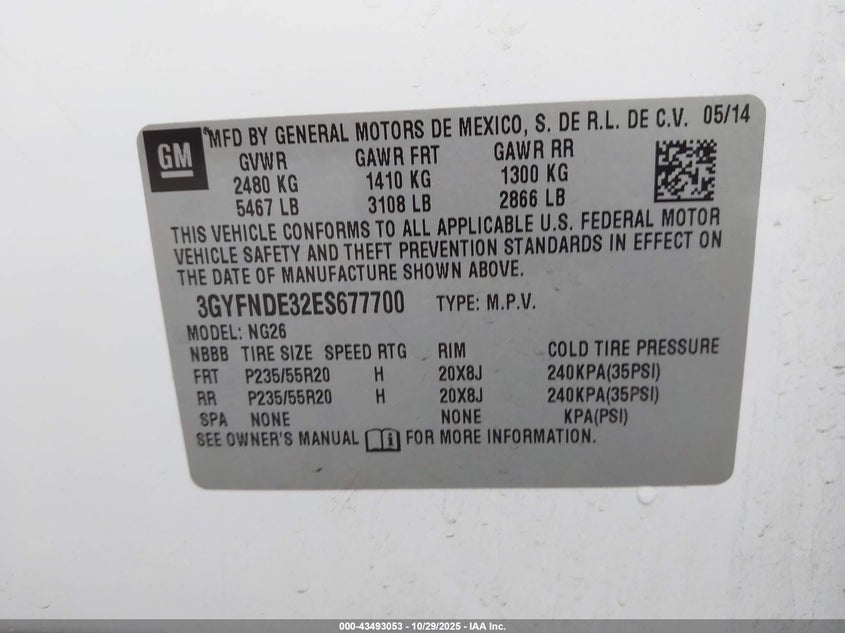 GM
MFD BY GENERAL MOTORS DE MEXICO, S. DE R.L. DE C.V. 05/14
GVWR GAWR FRT GAWR RR
2480 KG 1410 KG 1300 KG
5467 LB 3108 LB 2866 LB
THIS VEHICLE CONFORMS TO ALL APPLICABLE U.S. FEDERAL MOTOR
VEHICLE SAFETY AND THEFT PREVENTION STANDARDS IN EFFECT ON
THE DATE OF MANUFACTURE SHOWN ABOVE.
3GYFNDE32ES677700 TYPE: M.P.V.
MODEL: NG26
NBBB TIRE SIZE SPEED RTG RIM COLD TIRE PRESSURE
FRT P235/55R20 H 20X8J 240KPA(35PSI)
RR P235/55R20 H 20X8J 240KPA(35PSI)
SPA NONE NONE KPA(PSI)
SEE OWNER'S MANUAL FOR MORE INFORMATION.
000-43493053 - 10/29/2025 - IAA Inc.